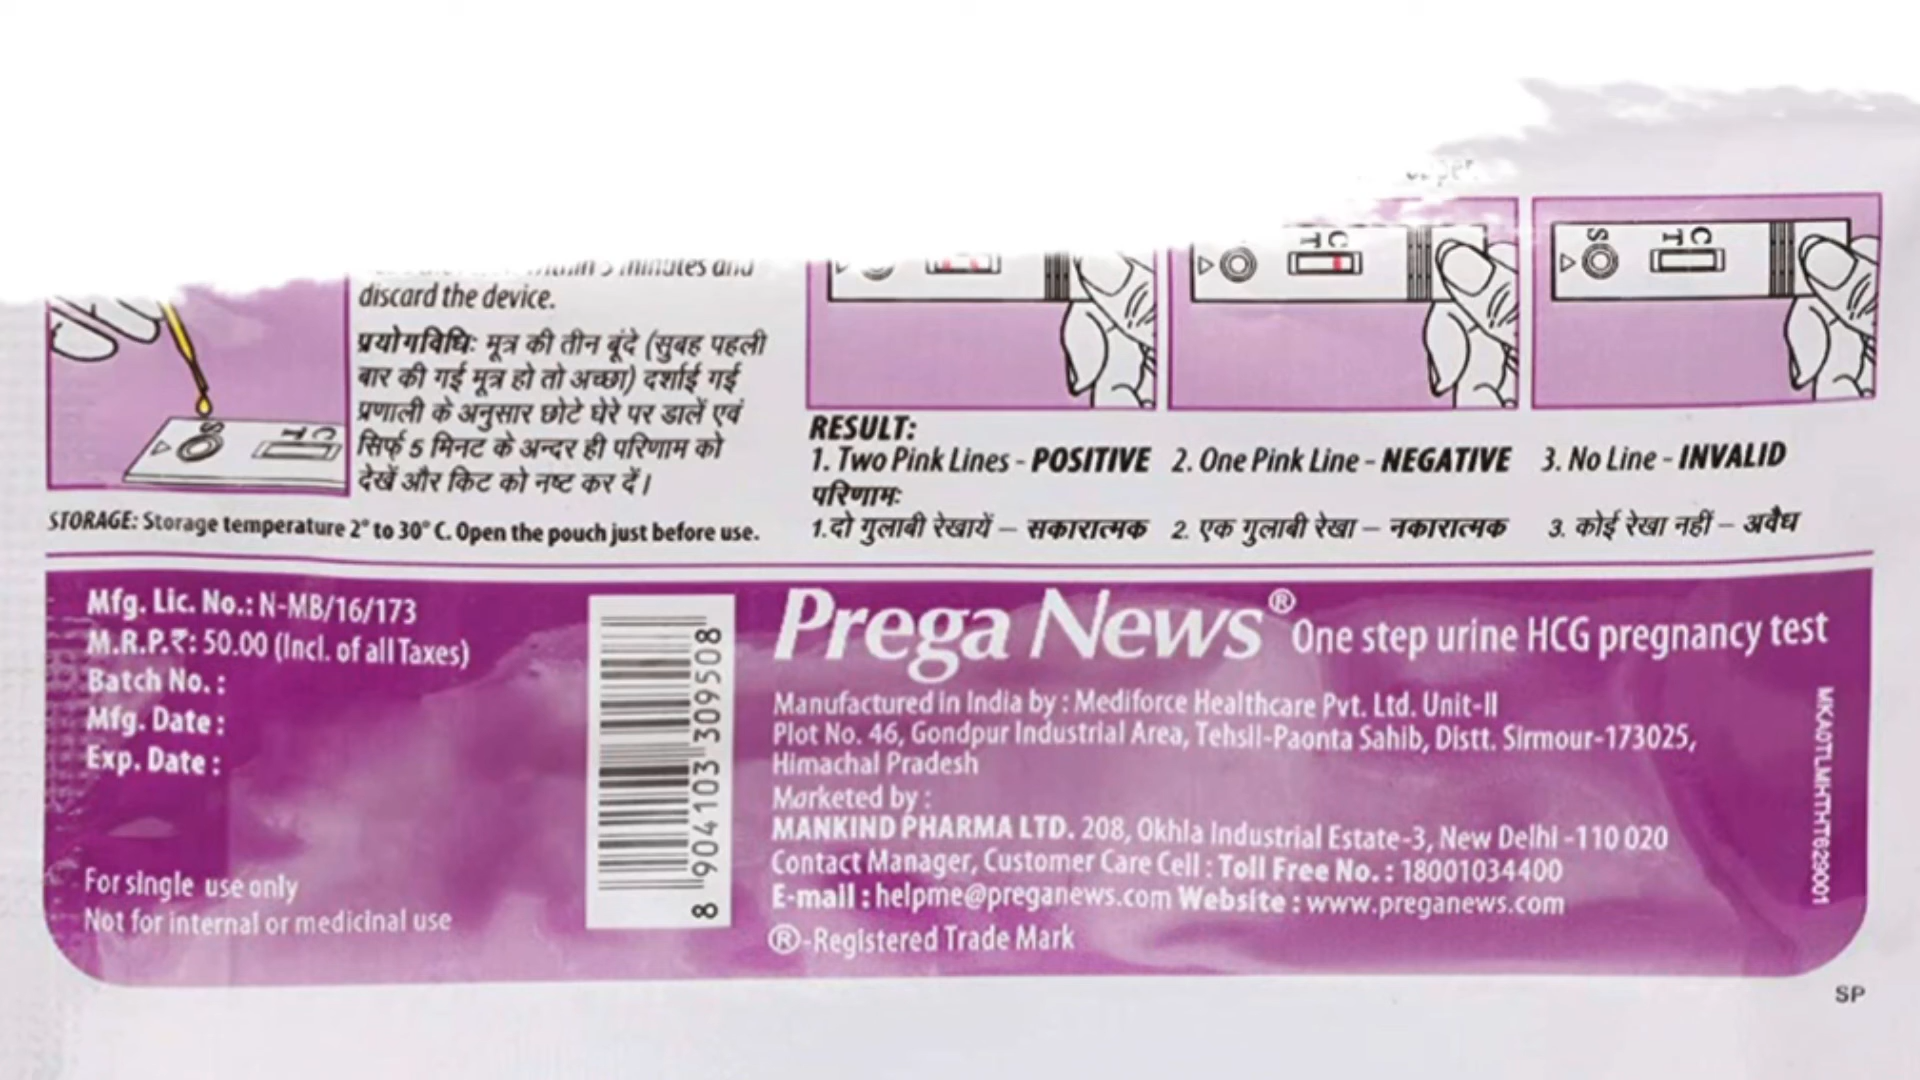 minutes and
discard the device.
प्रयोगविधिः मूत्र की तीन बूंदे (सुबह पहली
बार की गई मूत्र हो तो अच्छा) दर्शाई गई
प्रणाली के अनुसार छोटे घेरे पर डालें एवं
सिर्फ 5 मिनट के अन्दर ही परिणाम को
देखें और किट को नष्ट कर दें।
S
T C
T C
S
T C
RESULT:
1. Two Pink Lines - POSITIVE 2. One Pink Line - NEGATIVE 3. No Line - INVALID
परिणामः
1.दो गुलाबी रेखायें – सकारात्मक 2. एक गुलाबी रेखा – नकारात्मक 3. कोई रेखा नहीं – अवैध
STORAGE: Storage temperature 2° to 30° C. Open the pouch just before use.
Mfg. Lic. No.: N-MB/16/173
M.R.P.₹: 50.00 (Incl. of all Taxes)
Batch No. :
Mfg. Date :
Exp. Date :
For single use only
Not for internal or medicinal use
8 904103 309508
Prega News® One step urine HCG pregnancy test
Manufactured in India by : Mediforce Healthcare Pvt. Ltd. Unit-II
Plot No. 46, Gondpur Industrial Area, Tehsil-Paonta Sahib, Distt. Sirmour-173025,
Himachal Pradesh
Marketed by :
MANKIND PHARMA LTD. 208, Okhla Industrial Estate-3, New Delhi -110 020
Contact Manager, Customer Care Cell : Toll Free No. : 18001034400
E-mail : helpme@preganews.com Website : www.preganews.com
®-Registered Trade Mark
SP